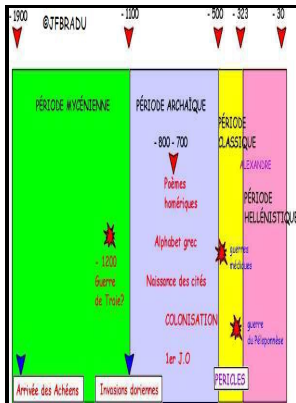 - 1900
©JFBRADU
- 1100
- 500
- 323
- 30
PÉRIODE MYCÉNIENNE
PÉRIODE ARCHAÏQUE
PÉRIODE
CLASSIQUE
ALEXANDRE
PÉRIODE
HELLÉNISTIQUE
- 800 - 700
Poèmes
homériques
Alphabet grec
Naissance des cités
COLONISATION
1er J.O
- 1200
Guerre
de Troie?
guerres
médiques
guerre
du Péloponnèse
PERICLES
Arrivée des Achéens
Invasions doriennes